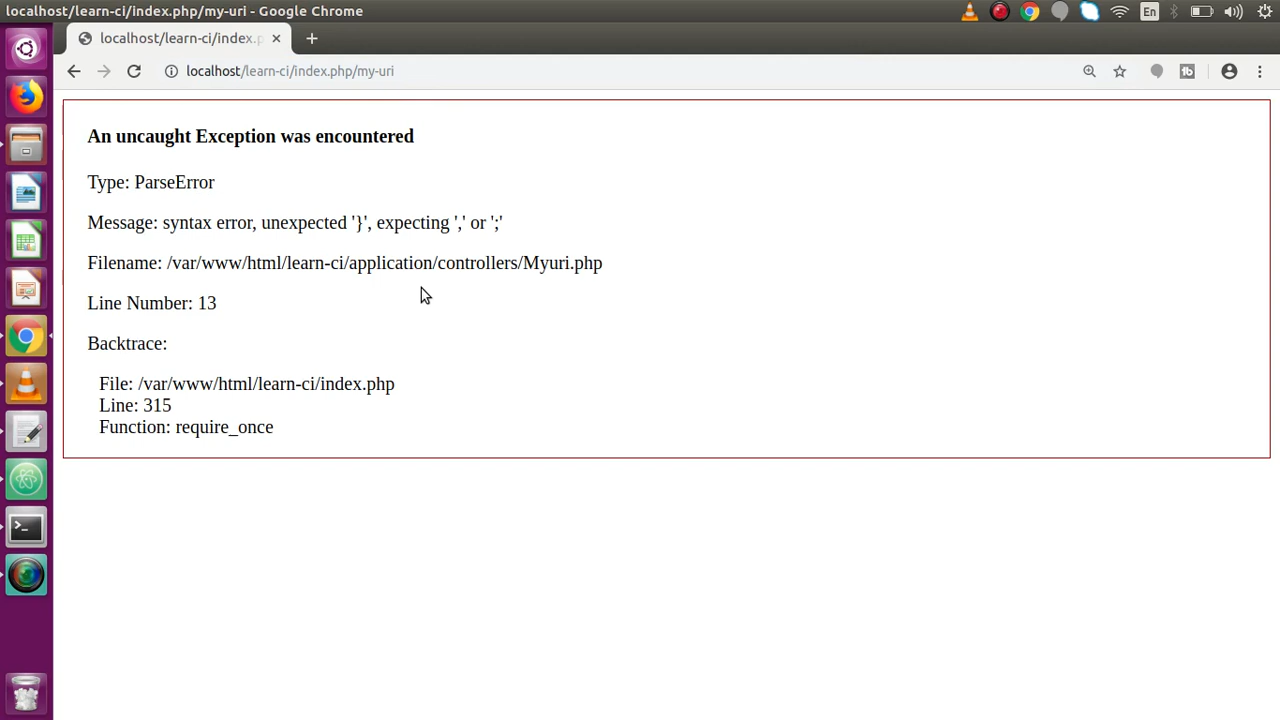 localhost/learn-ci/index.php/my-uri - Google Chrome
En
localhost/learn-ci/index.p
localhost/learn-ci/index.php/my-uri
An uncaught Exception was encountered
Type: ParseError
Message: syntax error, unexpected '}', expecting ',' or ';'
Filename: /var/www/html/learn-ci/application/controllers/Myuri.php
Line Number: 13
Backtrace:
File: /var/www/html/learn-ci/index.php
Line: 315
Function: require_once